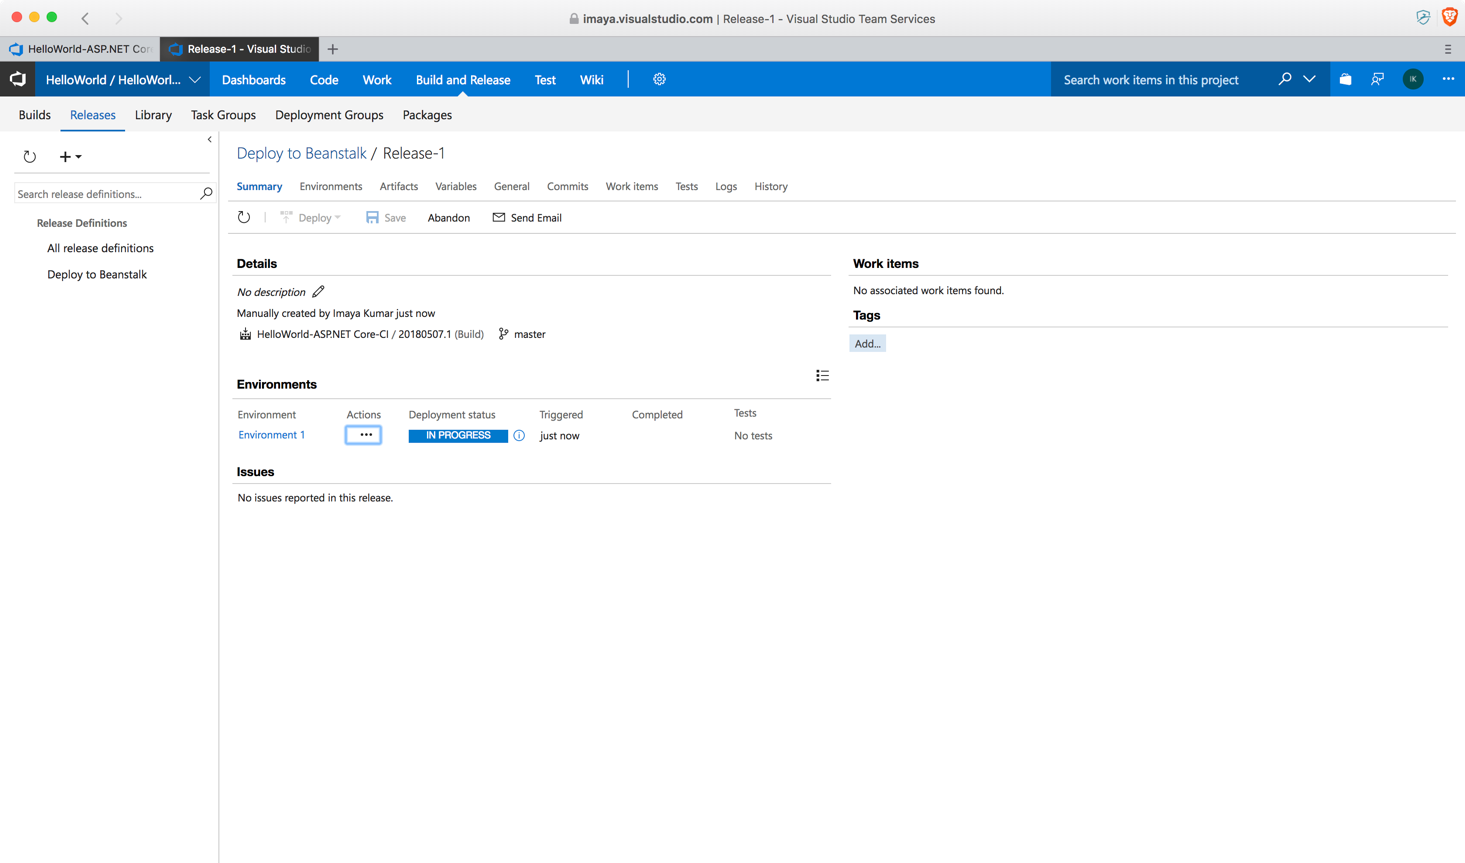 imaya.visualstudio.com | Release-1 - Visual Studio Team Services
HelloWorld-ASP.NET Cor
Release-1 - Visual Studio
HelloWorld / HelloWorl...
Dashboards
Code
Work
Build and Release
Test
Wiki
Search work items in this project
IK
Builds
Releases
Library
Task Groups
Deployment Groups
Packages
Search release definitions...
Release Definitions
All release definitions
Deploy to Beanstalk
Deploy to Beanstalk / Release-1
Summary
Environments
Artifacts
Variables
General
Commits
Work items
Tests
Logs
History
Deploy
Save
Abandon
Send Email
Details
No description
Manually created by Imaya Kumar just now
HelloWorld-ASP.NET Core-CI / 20180507.1 (Build) master
Environments
Environment Actions Deployment status Triggered Completed Tests
Environment 1 ... IN PROGRESS just now No tests
Issues
No issues reported in this release.
Work items
No associated work items found.
Tags
Add...